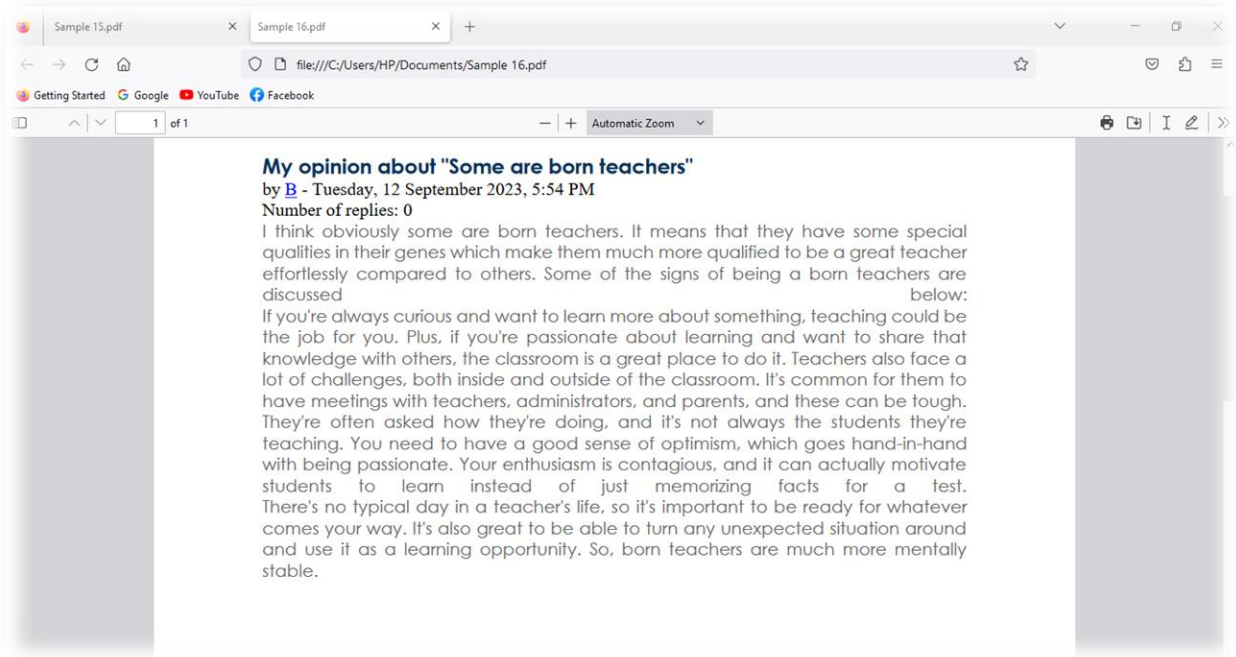 Sample 15.pdf
Sample 16.pdf
file:///C:/Users/HP/Documents/Sample 16.pdf
Getting Started Google YouTube Facebook
1 of 1
Automatic Zoom
My opinion about "Some are born teachers"
by B - Tuesday, 12 September 2023, 5:54 PM
Number of replies: 0
I think obviously some are born teachers. It means that they have some special
qualities in their genes which make them much more qualified to be a great teacher
effortlessly compared to others. Some of the signs of being a born teachers are
discussed below:
If you're always curious and want to learn more about something, teaching could be
the job for you. Plus, if you're passionate about learning and want to share that
knowledge with others, the classroom is a great place to do it. Teachers also face a
lot of challenges, both inside and outside of the classroom. It's common for them to
have meetings with teachers, administrators, and parents, and these can be tough.
They're often asked how they're doing, and it's not always the students they're
teaching. You need to have a good sense of optimism, which goes hand-in-hand
with being passionate. Your enthusiasm is contagious, and it can actually motivate
students to learn instead of just memorizing facts for a test.
There's no typical day in a teacher's life, so it's important to be ready for whatever
comes your way. It's also great to be able to turn any unexpected situation around
and use it as a learning opportunity. So, born teachers are much more mentally
stable.